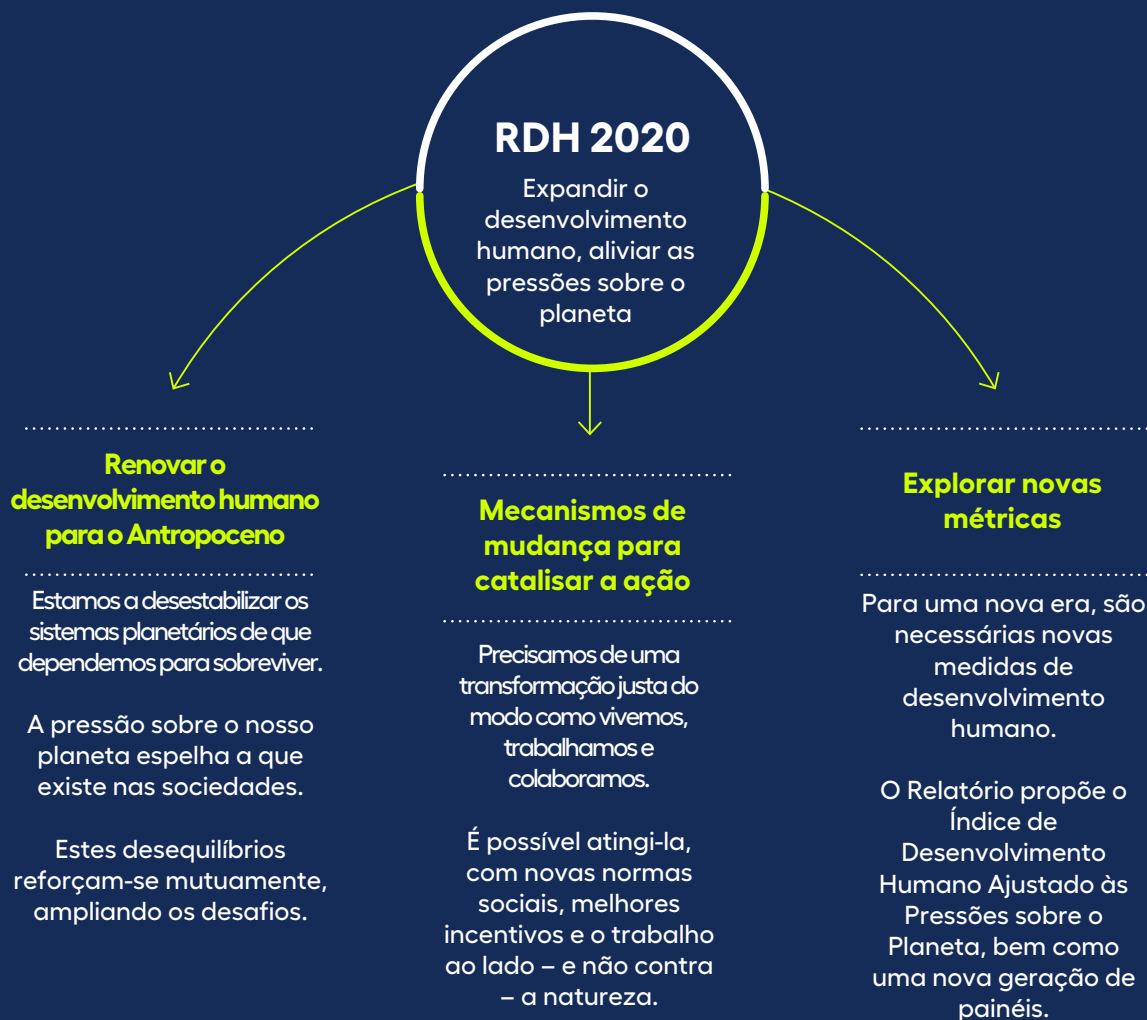 RDH 2020
Expandir o
desenvolvimento
humano, aliviar as
pressões sobre o
planeta
Renovar o
desenvolvimento humano
para o Antropoceno
Estamos a desestabilizar os
sistemas planetários de que
dependemos para sobreviver.
A pressão sobre o nosso
planeta espelha a que
existe nas sociedades.
Estes desequilíbrios
reforçam-se mutuamente,
ampliando os desafios.
Mecanismos de
mudança para
catalisar a ação
Precisamos de uma
transformação justa do
modo como vivemos,
trabalhamos e
colaboramos.
É possível atingi-la,
com novas normas
sociais, melhores
incentivos e o trabalho
ao lado – e não contra
– a natureza.
Explorar novas
métricas
Para uma nova era, são
necessárias novas
medidas de
desenvolvimento
humano.
O Relatório propõe o
Índice de
Desenvolvimento
Humano Ajustado às
Pressões sobre o
Planeta, bem como
uma nova geração de
painéis.